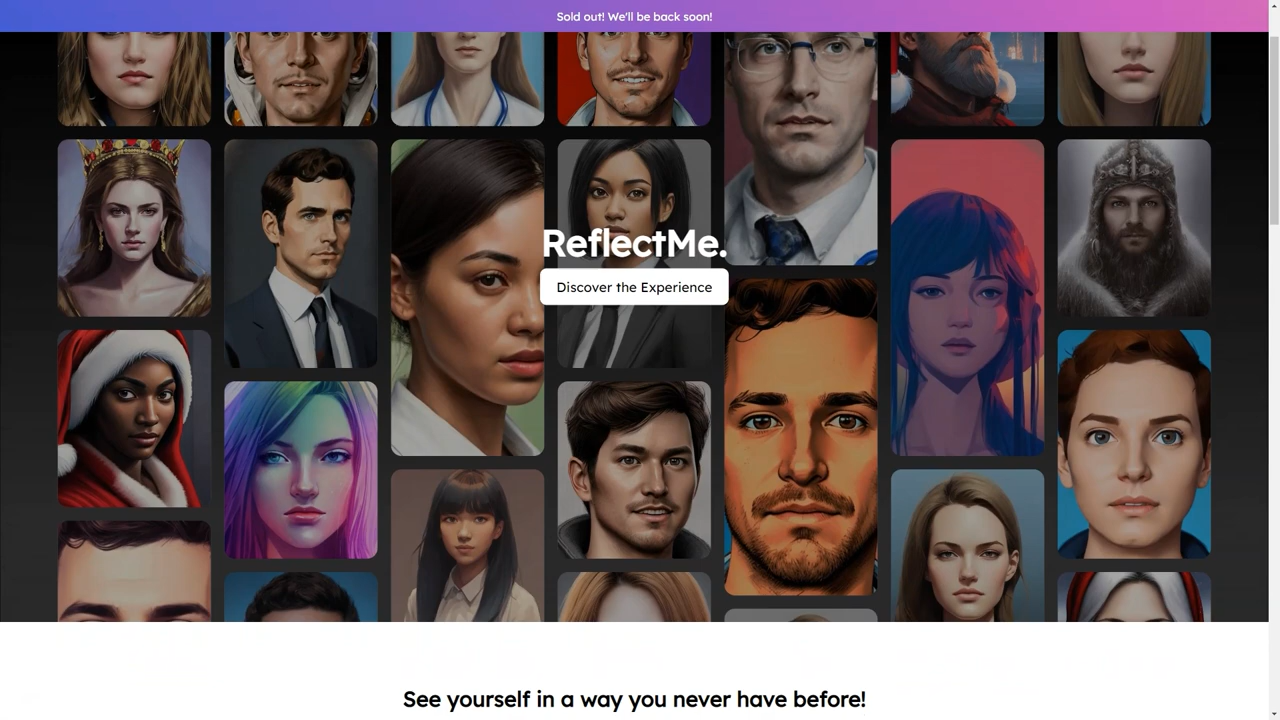 Sold out! We'll be back soon!
ReflectMe.
Discover the Experience
See yourself in a way you never have before!